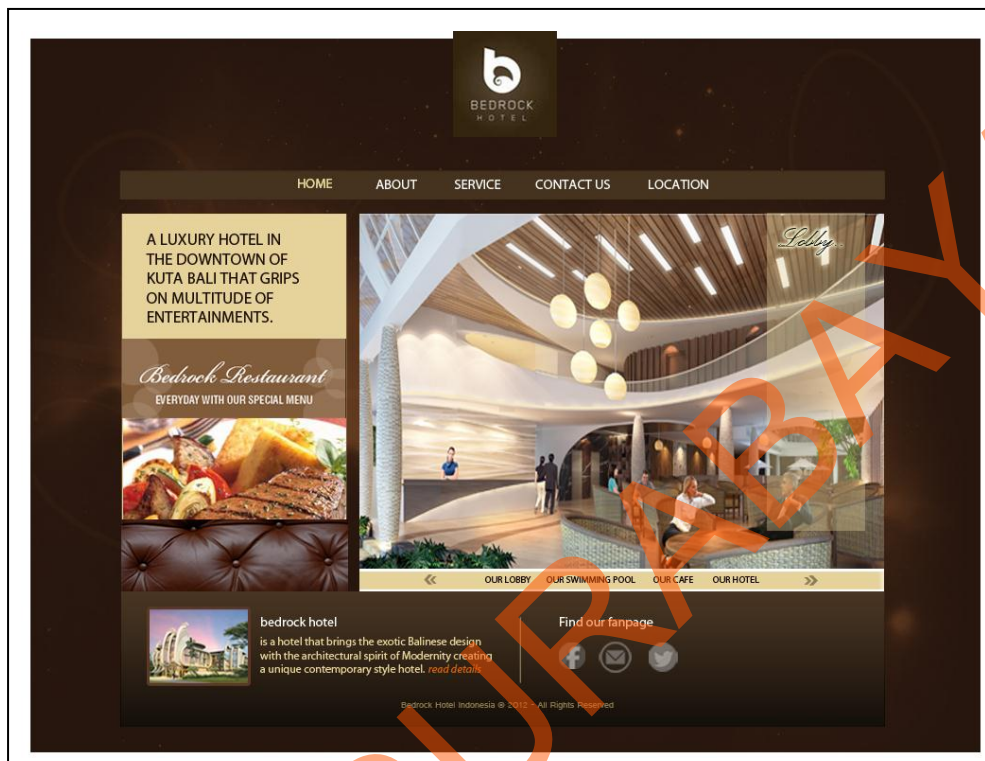 b
BEDROCK
HOTEL
HOME ABOUT SERVICE CONTACT US LOCATION
A LUXURY HOTEL IN
THE DOWNTOWN OF
KUTA BALI THAT GRIPS
ON MULTITUDE OF
ENTERTAINMENTS.
Lobby...
Bedrock Restaurant
EVERYDAY WITH OUR SPECIAL MENU
« OUR LOBBY OUR SWIMMING POOL OUR CAFE OUR HOTEL »
bedrock hotel
is a hotel that brings the exotic Balinese design
with the architectural spirit of Modernity creating
a unique contemporary style hotel. read details
Find our fanpage
Bedrock Hotel Indonesia ® 2012 - All Rights Reserved
URABAY